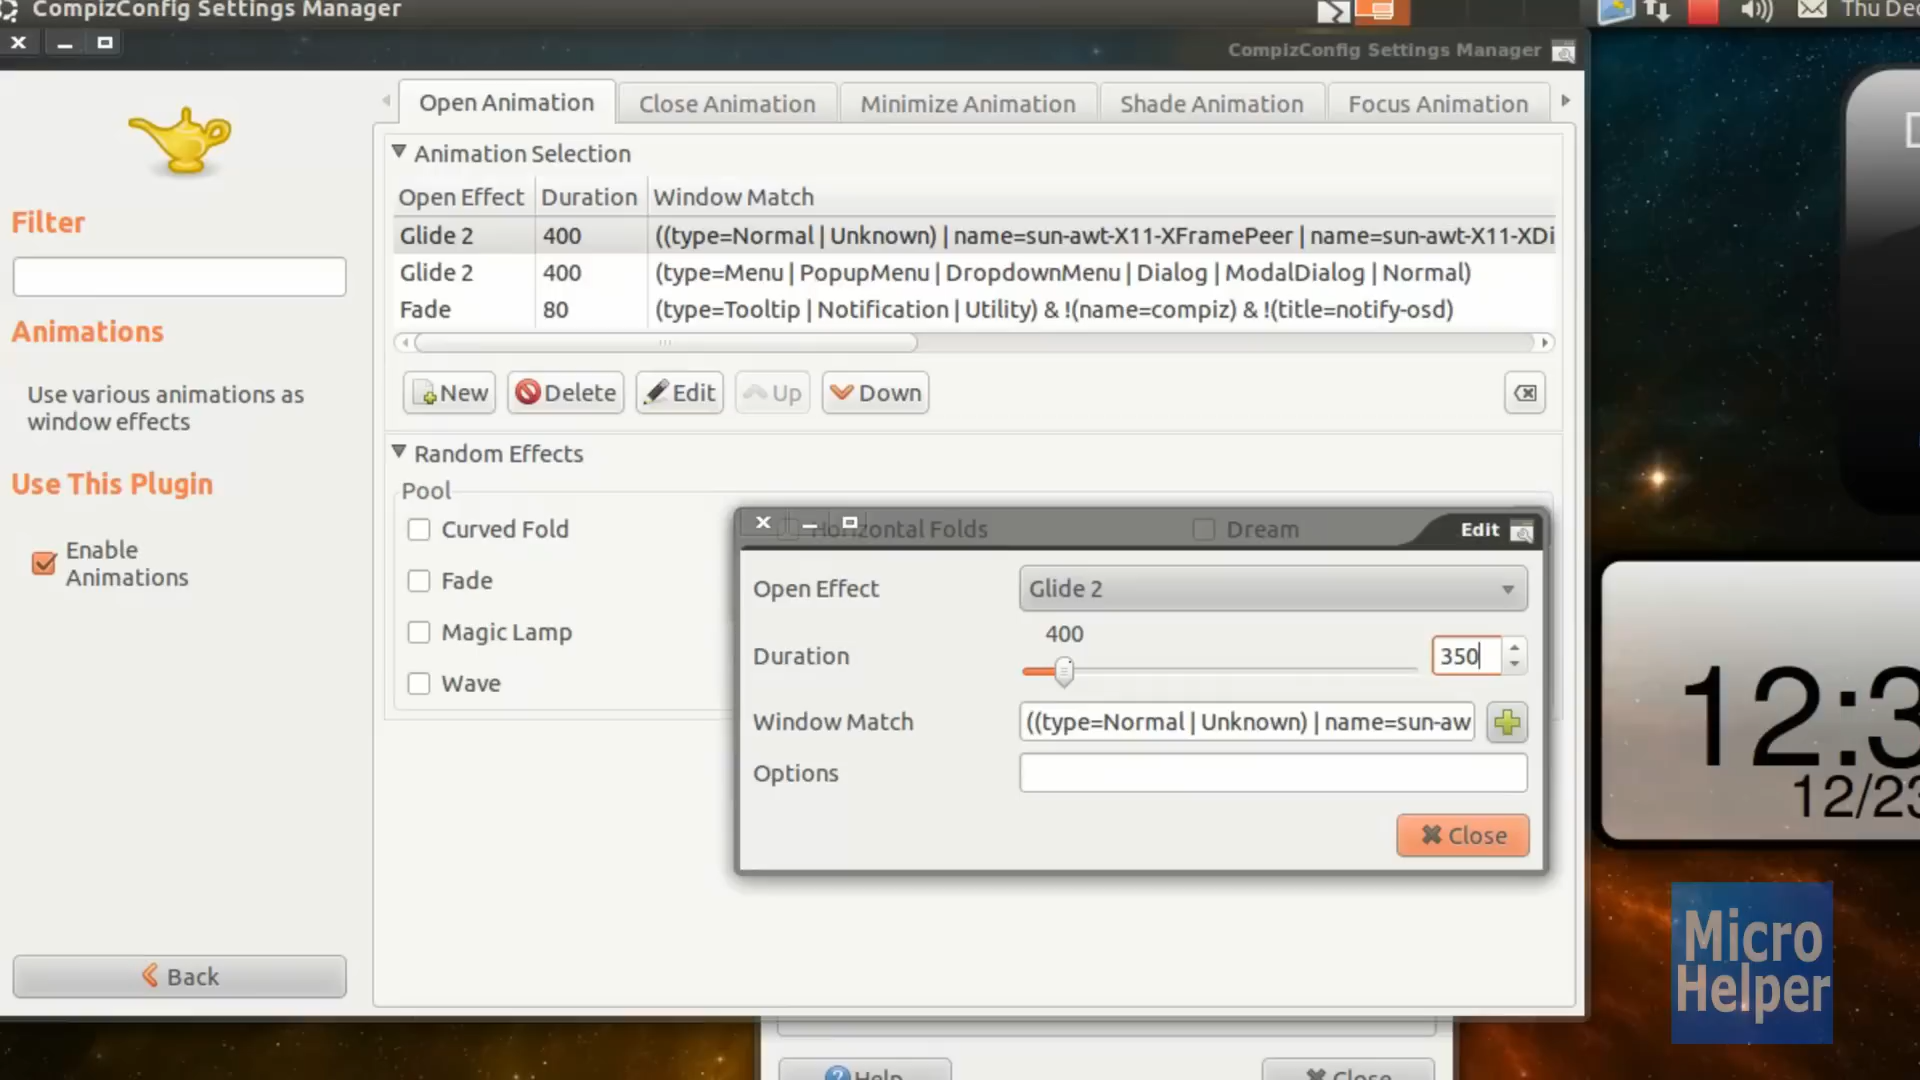 CompizConfig Settings Manager
Thu Dec
CompizConfig Settings Manager
Open Animation
Close Animation
Minimize Animation
Shade Animation
Focus Animation
Filter
Animations
Use various animations as
window effects
Use This Plugin
Enable
Animations
Back
Animation Selection
Open Effect Duration Window Match
Glide 2 400 ((type=Normal | Unknown) | name=sun-awt-X11-XFramePeer | name=sun-awt-X11-XDi
Glide 2 400 (type=Menu | PopupMenu | DropdownMenu | Dialog | ModalDialog | Normal)
Fade 80 (type=Tooltip | Notification | Utility) & !(name=compiz) & !(title=notify-osd)
New Delete Edit Up Down
Random Effects
Pool
Curved Fold
Horizontal Folds
Dream
Fade
Magic Lamp
Wave
Edit
Open Effect Glide 2
400
Duration 350
Window Match ((type=Normal | Unknown) | name=sun-aw
Options
Close
12:3
12/23
Micro
Helper
Help
Close